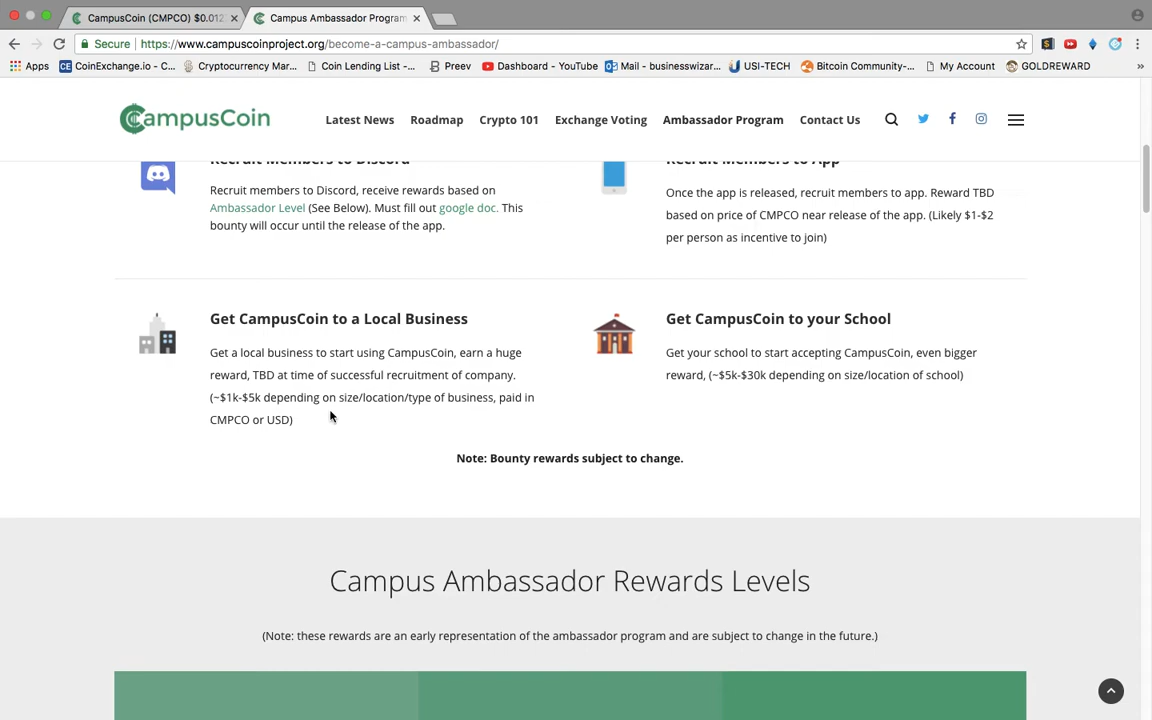 CampusCoin (CMPCO) $0.012
Campus Ambassador Program
Secure
https://www.campuscoinproject.org/become-a-campus-ambassador/
Apps
CoinExchange.io - C...
Cryptocurrency Mar...
Coin Lending List -...
Preev
Dashboard - YouTube
Mail - businesswizar...
USI-TECH
Bitcoin Community-...
My Account
GOLDREWARD
»
CampusCoin
Latest News
Roadmap
Crypto 101
Exchange Voting
Ambassador Program
Contact Us
Recruit Members to Discord
Recruit members to Discord, receive rewards based on
Ambassador Level (See Below). Must fill out google doc. This
bounty will occur until the release of the app.
Recruit Members to App
Once the app is released, recruit members to app. Reward TBD
based on price of CMPCO near release of the app. (Likely $1-$2
per person as incentive to join)
Get CampusCoin to a Local Business
Get a local business to start using CampusCoin, earn a huge
reward, TBD at time of successful recruitment of company.
(~$1k-$5k depending on size/location/type of business, paid in
CMPCO or USD)
Get CampusCoin to your School
Get your school to start accepting CampusCoin, even bigger
reward, (~$5k-$30k depending on size/location of school)
Note: Bounty rewards subject to change.
Campus Ambassador Rewards Levels
(Note: these rewards are an early representation of the ambassador program and are subject to change in the future.)